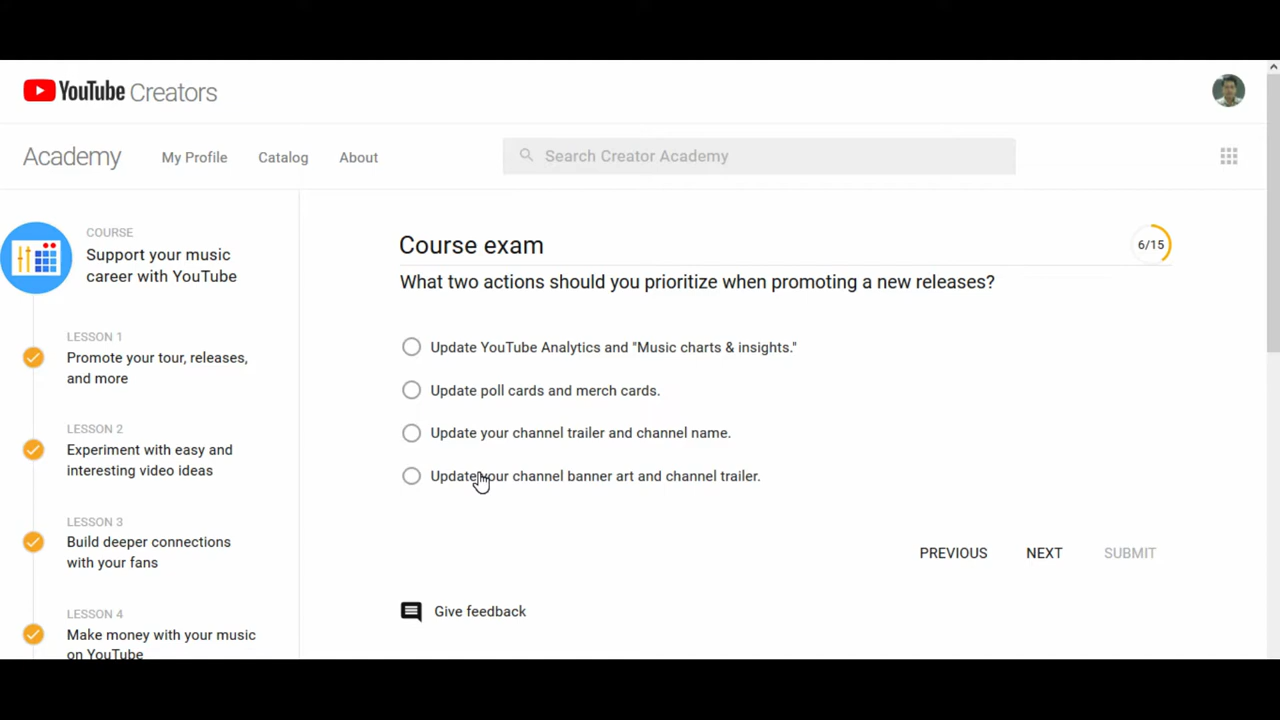 YouTube Creators
Academy My Profile Catalog About Search Creator Academy
COURSE
Support your music
career with YouTube
LESSON 1
Promote your tour, releases,
and more
LESSON 2
Experiment with easy and
interesting video ideas
LESSON 3
Build deeper connections
with your fans
LESSON 4
Make money with your music
on YouTube
Course exam 6/15
What two actions should you prioritize when promoting a new releases?
Update YouTube Analytics and "Music charts & insights."
Update poll cards and merch cards.
Update your channel trailer and channel name.
Update your channel banner art and channel trailer.
PREVIOUS NEXT SUBMIT
Give feedback